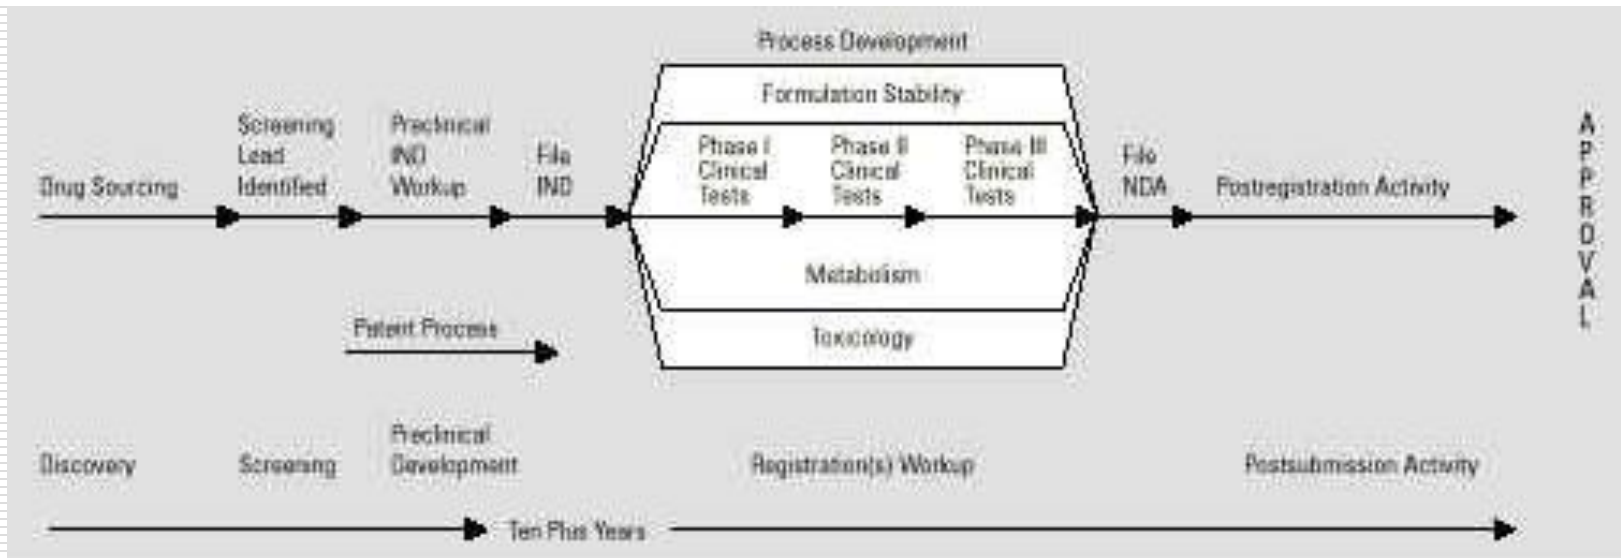 Process Development
Formulation Stability
Screening
Lead
Identified
Preclinical
IND
Workup
File
IND
Phase I
Clinical
Tests
Phase II
Clinical
Tests
Phase III
Clinical
Tests
File
NDA
Drug Sourcing
Postregistration Activity
APPROVAL
Metabolism
Patent Process
Toxicology
Discovery
Screening
Preclinical
Development
Registration(s) Workup
Postsubmission Activity
Ten Plus Years